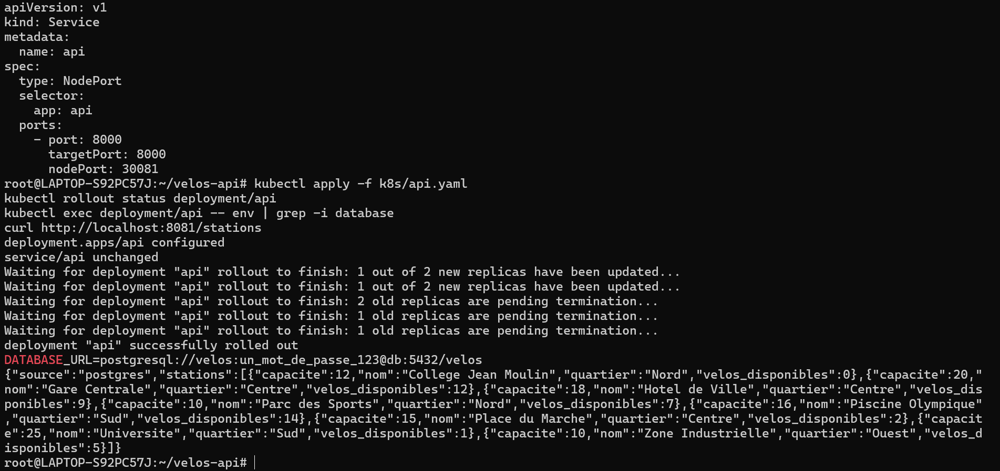 apiVersion: v1
kind: Service
metadata:
  name: api
spec:
  type: NodePort
  selector:
    app: api
  ports:
    - port: 8000
      targetPort: 8000
      nodePort: 30081
root@LAPTOP-S92PC57J:~/velos-api# kubectl apply -f k8s/api.yaml
kubectl rollout status deployment/api
kubectl exec deployment/api -- env | grep -i database
curl http://localhost:8081/stations
deployment.apps/api configured
service/api unchanged
Waiting for deployment "api" rollout to finish: 1 out of 2 new replicas have been updated...
Waiting for deployment "api" rollout to finish: 1 out of 2 new replicas have been updated...
Waiting for deployment "api" rollout to finish: 2 old replicas are pending termination...
Waiting for deployment "api" rollout to finish: 1 old replicas are pending termination...
Waiting for deployment "api" rollout to finish: 1 old replicas are pending termination...
deployment "api" successfully rolled out
DATABASE_URL=postgresql://velos:un_mot_de_passe_123@db:5432/velos
{"source":"postgres","stations":[{"capacite":12,"nom":"College Jean Moulin","quartier":"Nord","velos_disponibles":0},{"capacite":20,"
nom":"Gare Centrale","quartier":"Centre","velos_disponibles":12},{"capacite":18,"nom":"Hotel de Ville","quartier":"Centre","velos_dis
ponibles":9},{"capacite":10,"nom":"Parc des Sports","quartier":"Nord","velos_disponibles":7},{"capacite":16,"nom":"Piscine Olympique"
,"quartier":"Sud","velos_disponibles":14},{"capacite":15,"nom":"Place du Marche","quartier":"Centre","velos_disponibles":2},{"capacit
e":25,"nom":"Universite","quartier":"Sud","velos_disponibles":1},{"capacite":10,"nom":"Zone Industrielle","quartier":"Ouest","velos_d
isponibles":5}]}
root@LAPTOP-S92PC57J:~/velos-api#